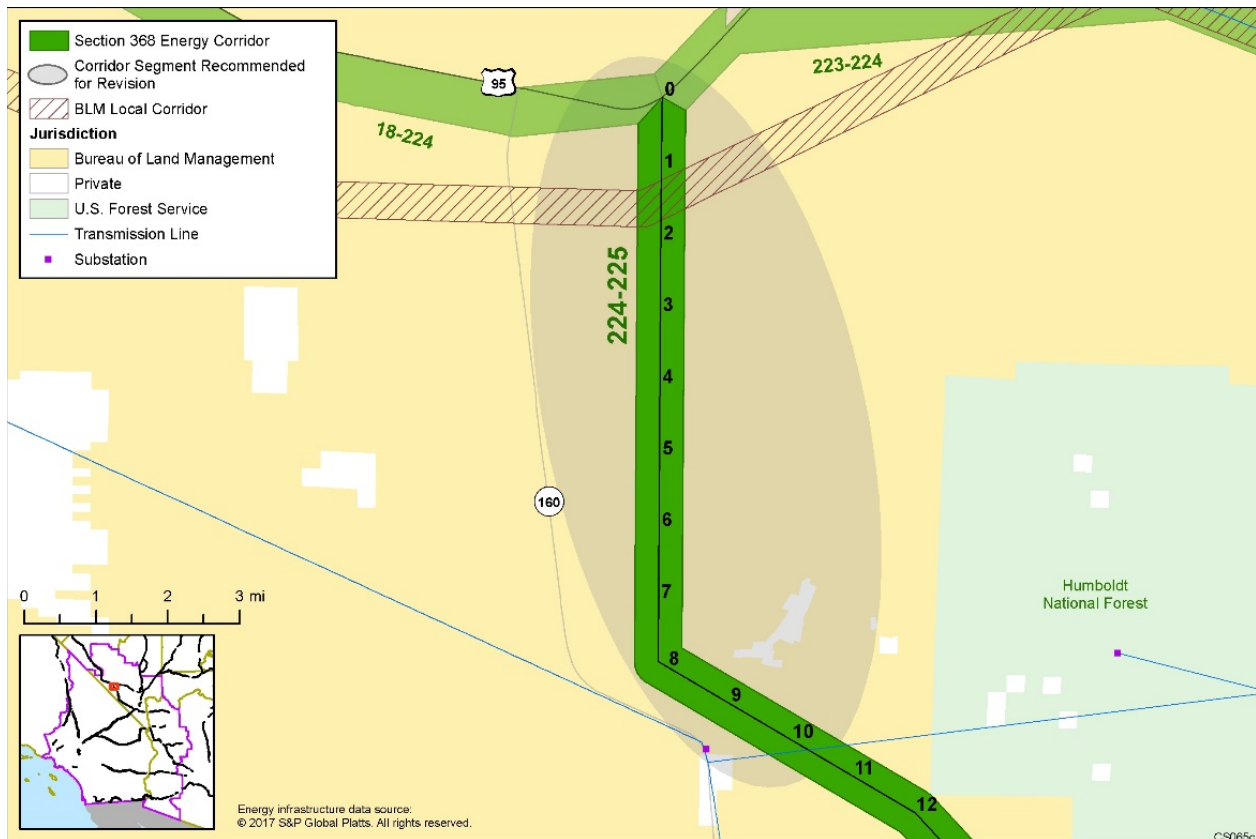 Section 368 Energy Corridor
Corridor Segment Recommended
for Revision
BLM Local Corridor
Jurisdiction
Bureau of Land Management
Private
U.S. Forest Service
Transmission Line
Substation
95
18-224
223-224
224-225
0
1
2
3
4
5
6
7
8
9
10
11
12
160
Humboldt
National Forest
0 1 2 3 mi
Energy infrastructure data source:
© 2017 S&P Global Platts. All rights reserved.